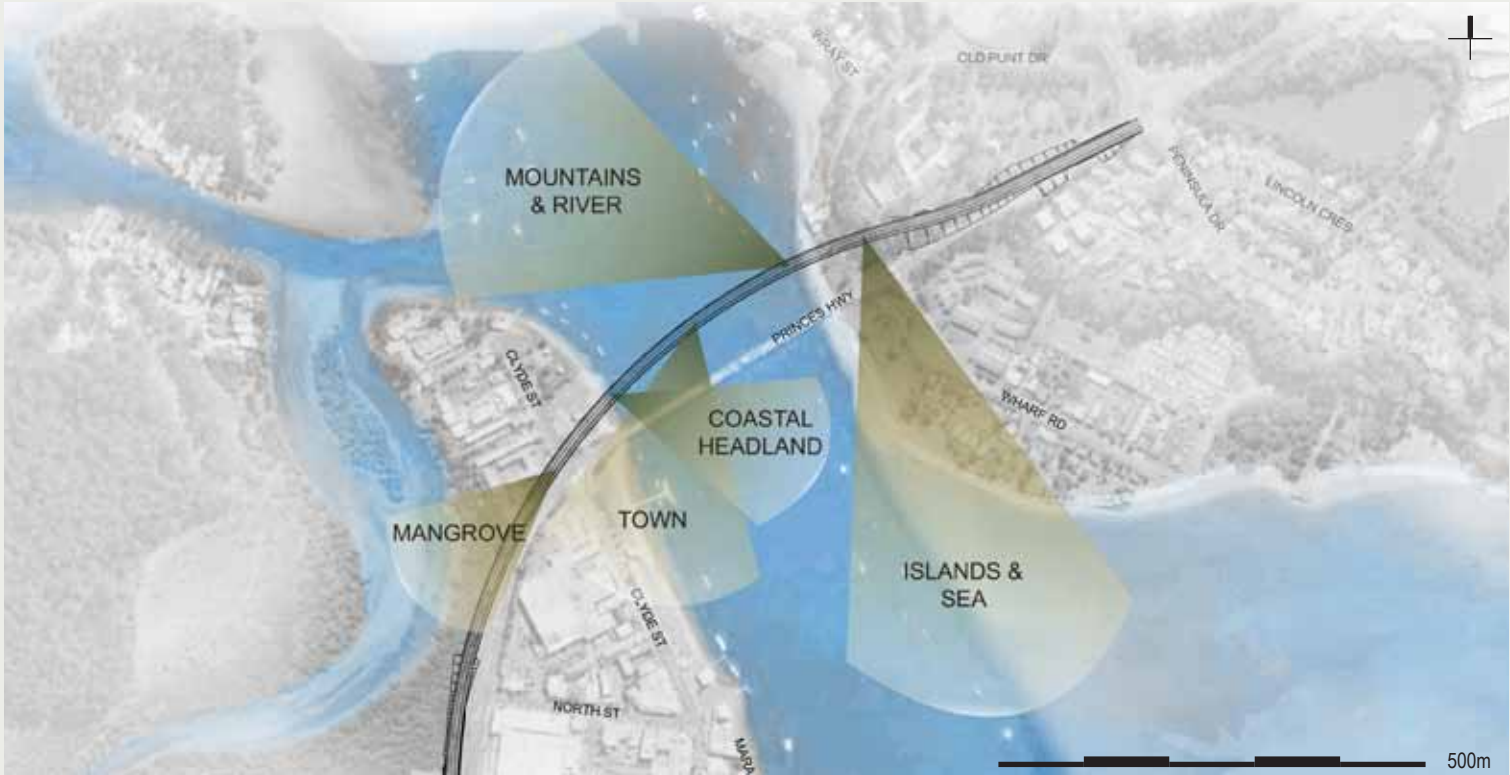 WRAY ST
OLD PUNT DR
PENINSULA DR
LINCOLN CRES
MOUNTAINS
& RIVER
PRINCES HWY
CLYDE ST
WHARF RD
COASTAL
HEADLAND
MANGROVE
TOWN
ISLANDS &
SEA
CLYDE ST
NORTH ST
MARA
500m